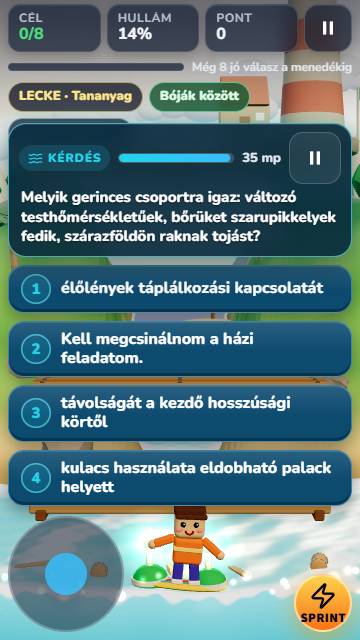 CÉL
0/8
HULLÁM
14%
PONT
0
Még 8 jó válasz a menedékig
LECKE · Tananyag
Bóják között
KÉRDÉS
35 mp
Melyik gerinces csoportra igaz: változó
testhőmérsékletűek, bőrüket szarupikkelyek
fedik, szárazföldön raknak tojást?
1 élőlények táplálkozási kapcsolatát
2 Kell megcsinálnom a házi
feladatom.
3 távolságát a kezdő hosszúsági
körtől
4 kulacs használata eldobható palack
helyett
SPRINT